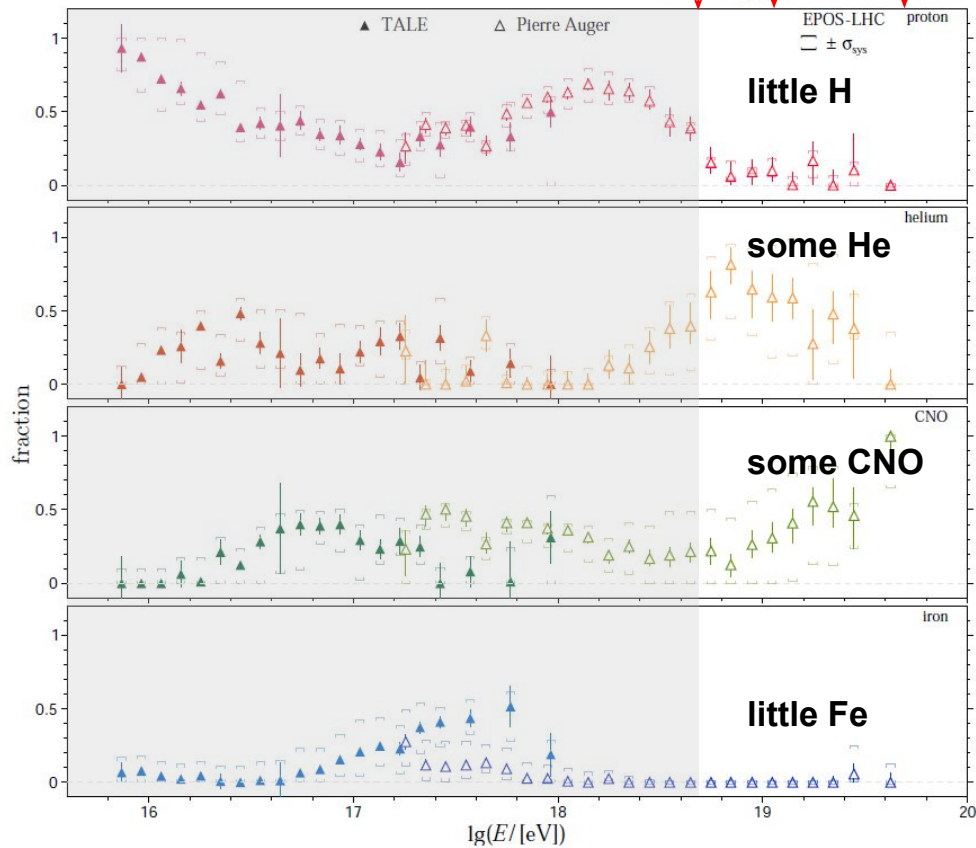 ▲ TALE △ Pierre Auger EPOS-LHC proton
± σsys
1
little H
0.5
0
helium
1
some He
0.5
0
CNO
1
some CNO
0.5
0
iron
1
0.5
little Fe
0
fraction
16 17 18 19 20
lg(E/[eV])